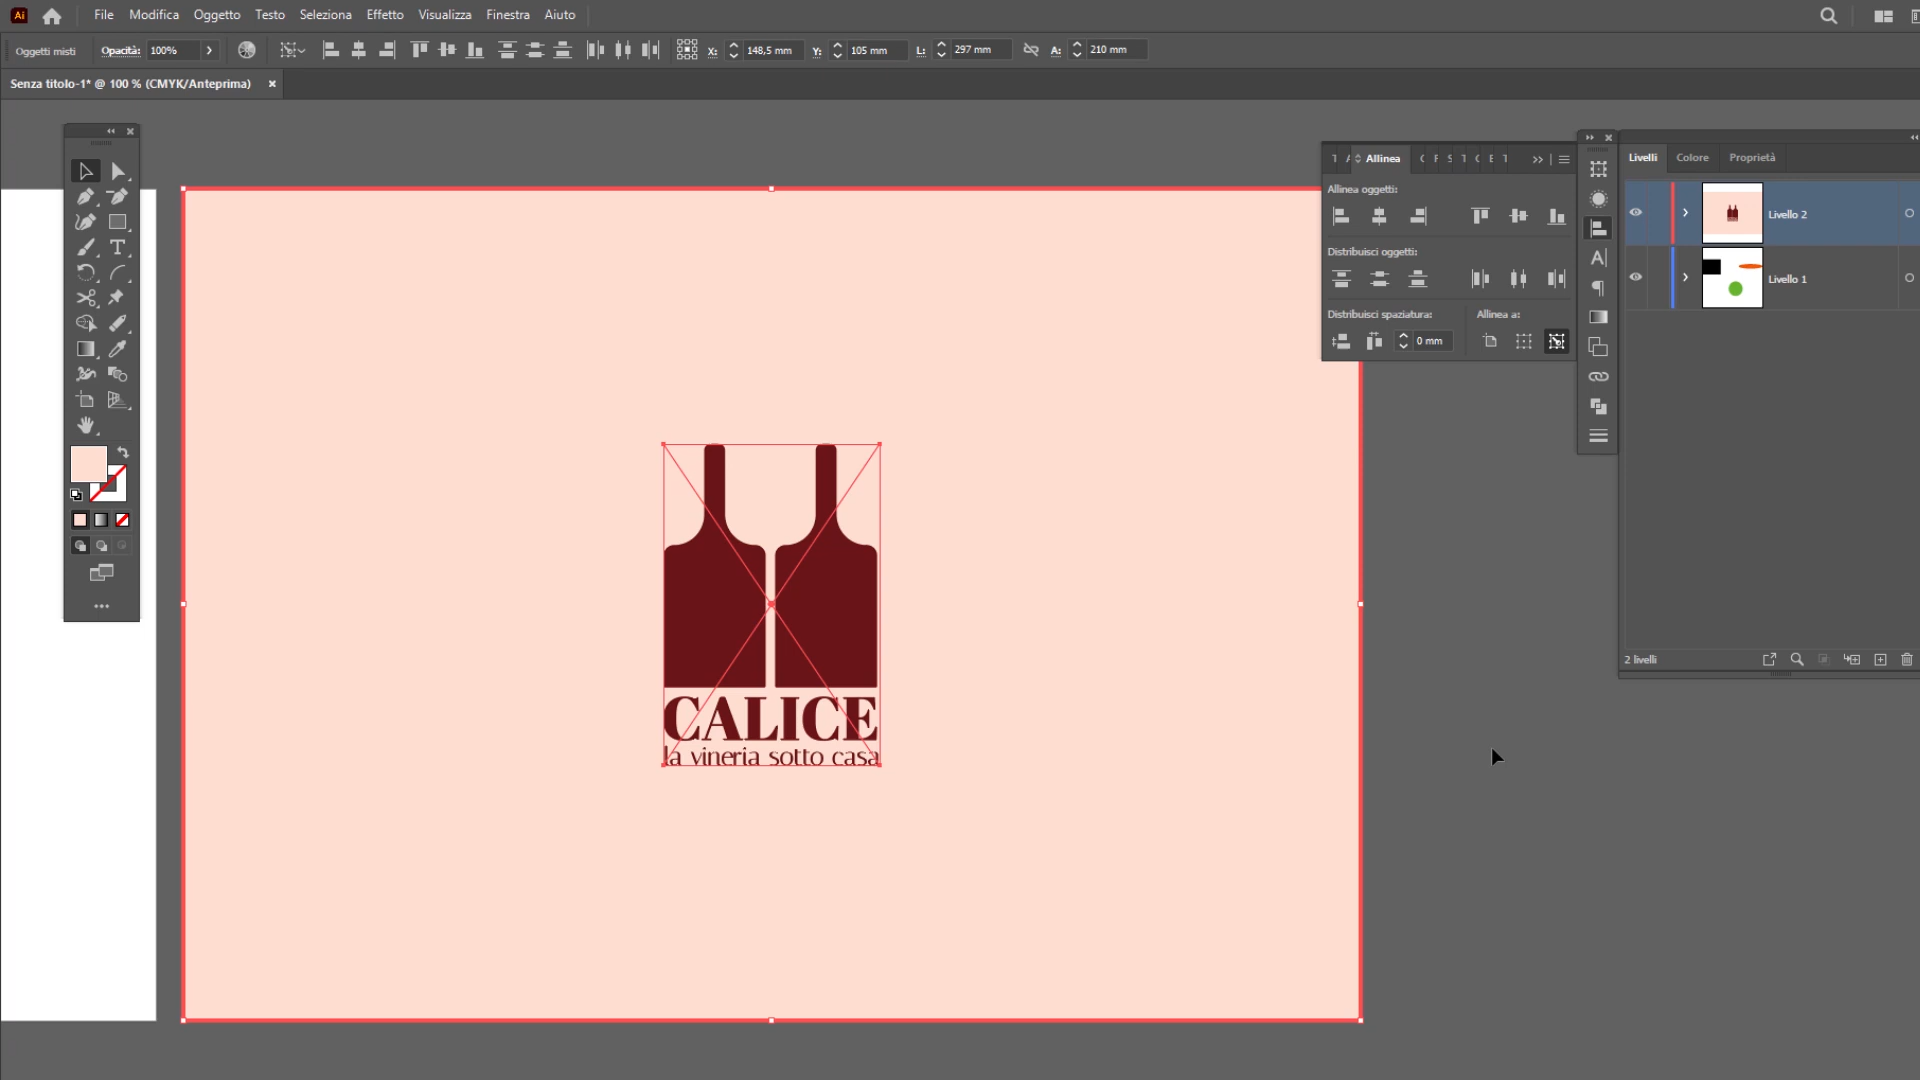 Ai File Modifica Oggetto Testo Seleziona Effetto Visualizza Finestra Aiuto
Oggetti misti Opacità: 100% X: 148,5 mm Y: 105 mm L: 297 mm A: 210 mm
Senza titolo-1* @ 100 % (CMYK/Anteprima)
Allinea
Allinea oggetti:
Distribuisci oggetti:
Distribuisci spaziatura: Allinea a:
0 mm
Livelli Colore Proprietà
Livello 2
Livello 1
2 livelli
CALICE
la vineria sotto casa